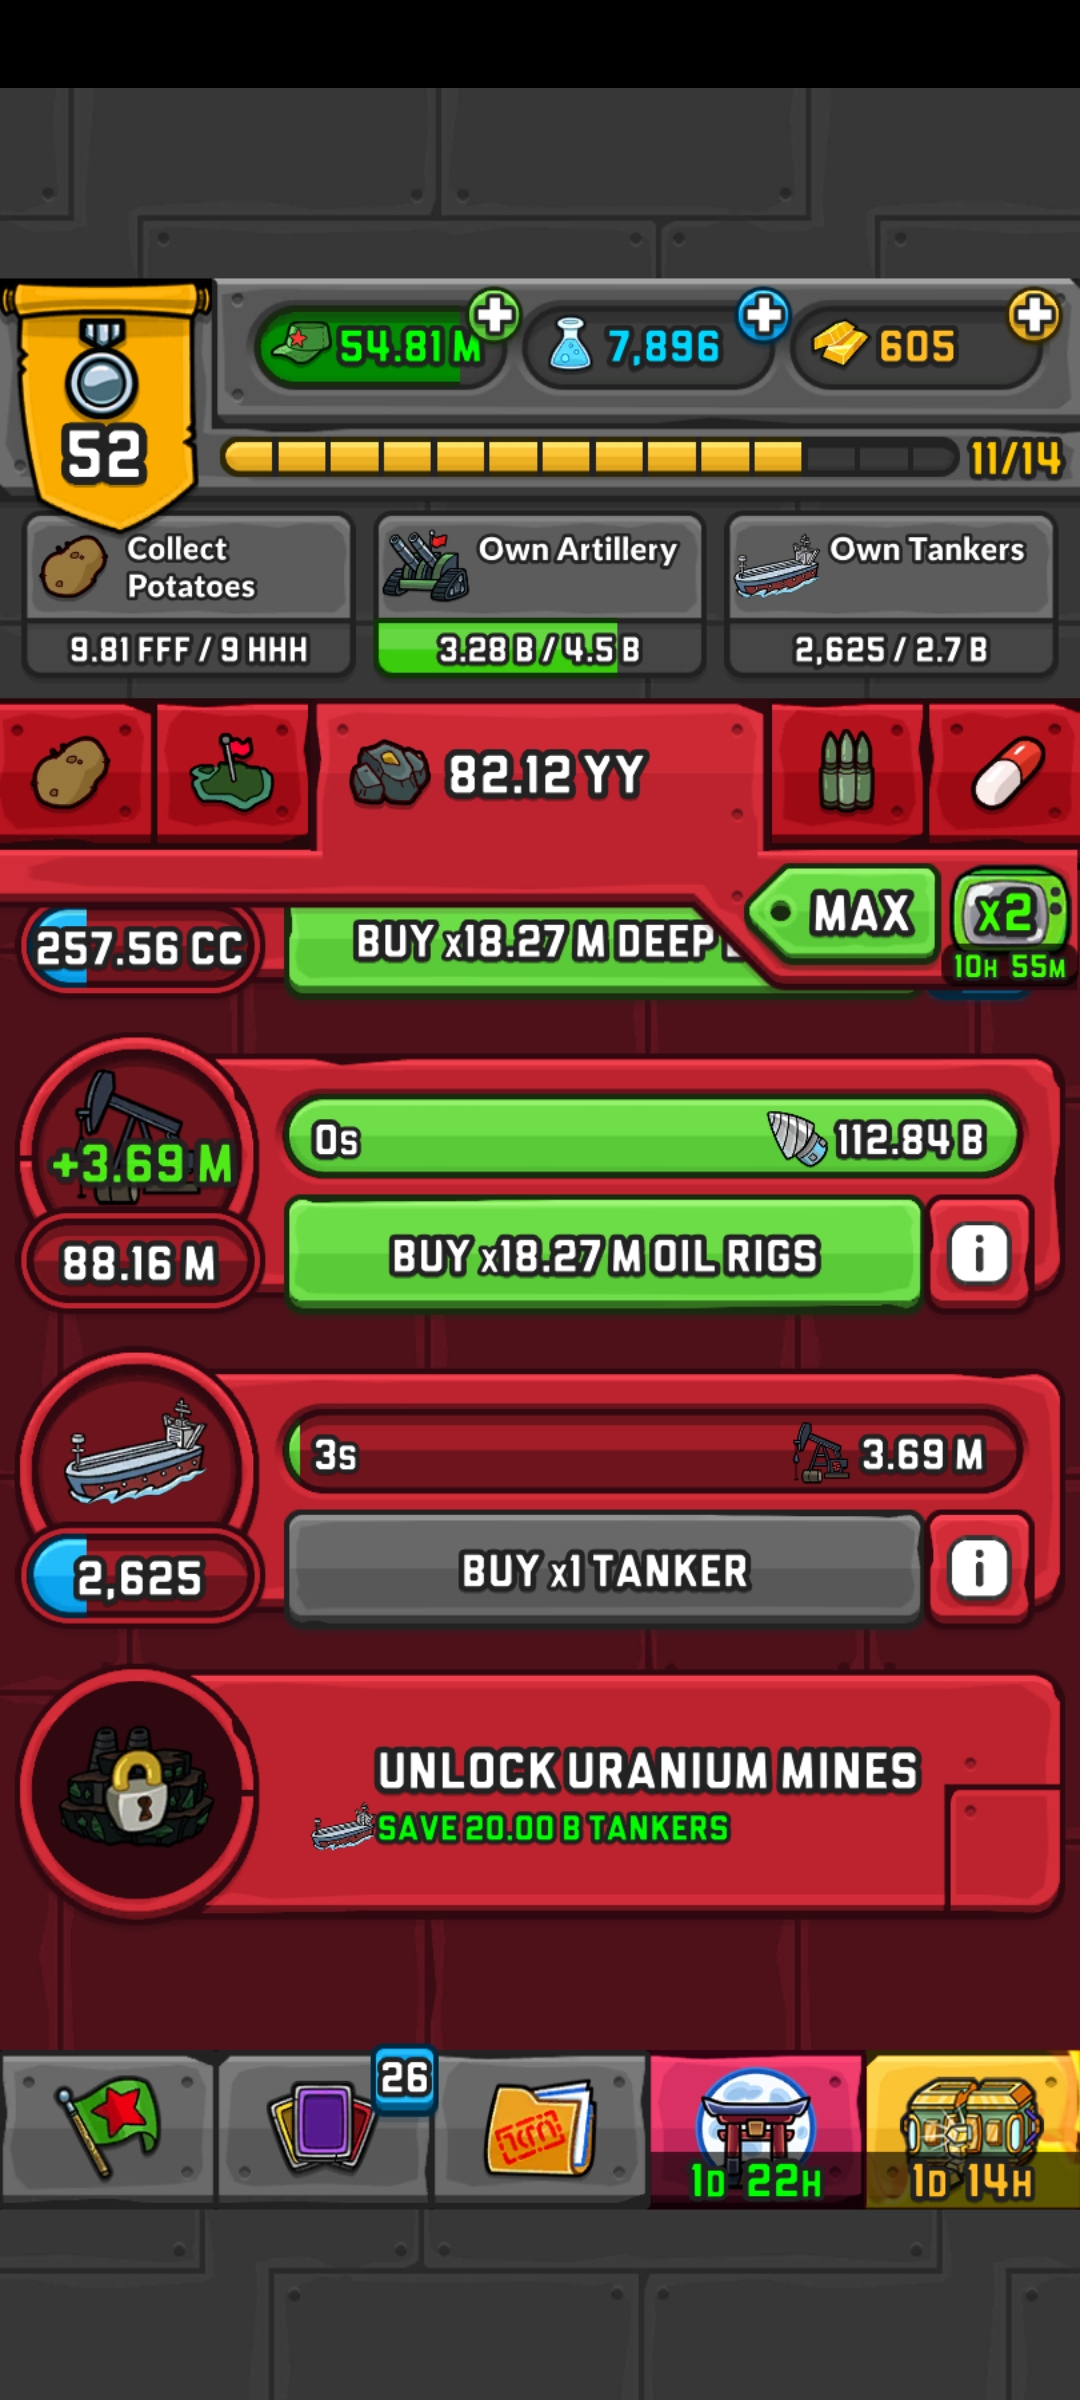 54.81 M
7,896
605
52
11/14
Collect
Potatoes
9.81 FFF / 9 HHH
Own Artillery
3.28 B / 4.5 B
Own Tankers
2,625 / 2.7 B
82.12 YY
MAX
x2
10H 55M
257.56 CC
BUY x18.27 M DEEP
+3.69 M
0s
112.84 B
88.16 M
BUY x18.27 M OIL RIGS
i
3s
3.69 M
2,625
BUY x1 TANKER
i
UNLOCK URANIUM MINES
SAVE 20.00 B TANKERS
26
1D 22H
1D 14H